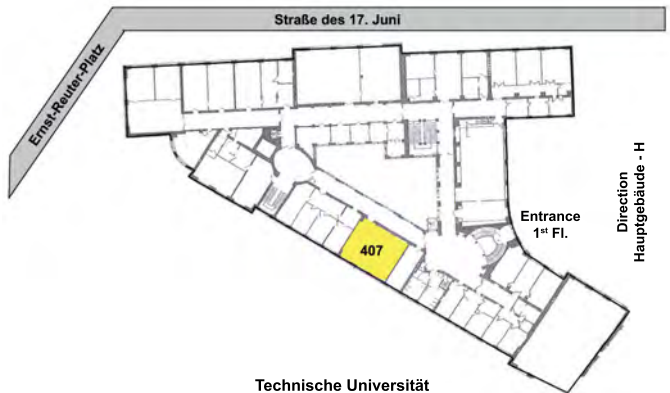 Straße des 17. Juni
Ernst-Reuter-Platz
Entrance
1st Fl.
Direction
Hauptgebäude - H
407
Technische Universität